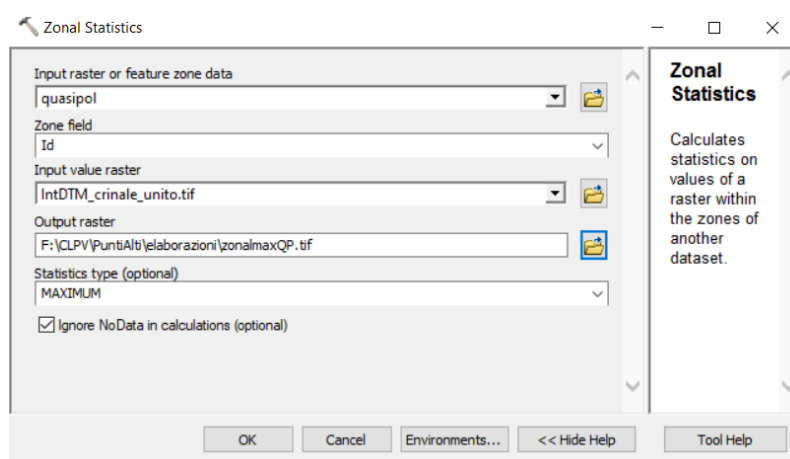 Zonal Statistics
Input raster or feature zone data
quasipol
Zone field
Id
Input value raster
IntDTM_crinale_unito.tif
Output raster
F:\CLPV\PuntiAlti\elaborazioni\zonalmaxQP.tif
Statistics type (optional)
MAXIMUM
Ignore NoData in calculations (optional)
OK
Cancel
Environments...
<< Hide Help
Zonal
Statistics
Calculates
statistics on
values of a
raster within
the zones of
another
dataset.
Tool Help